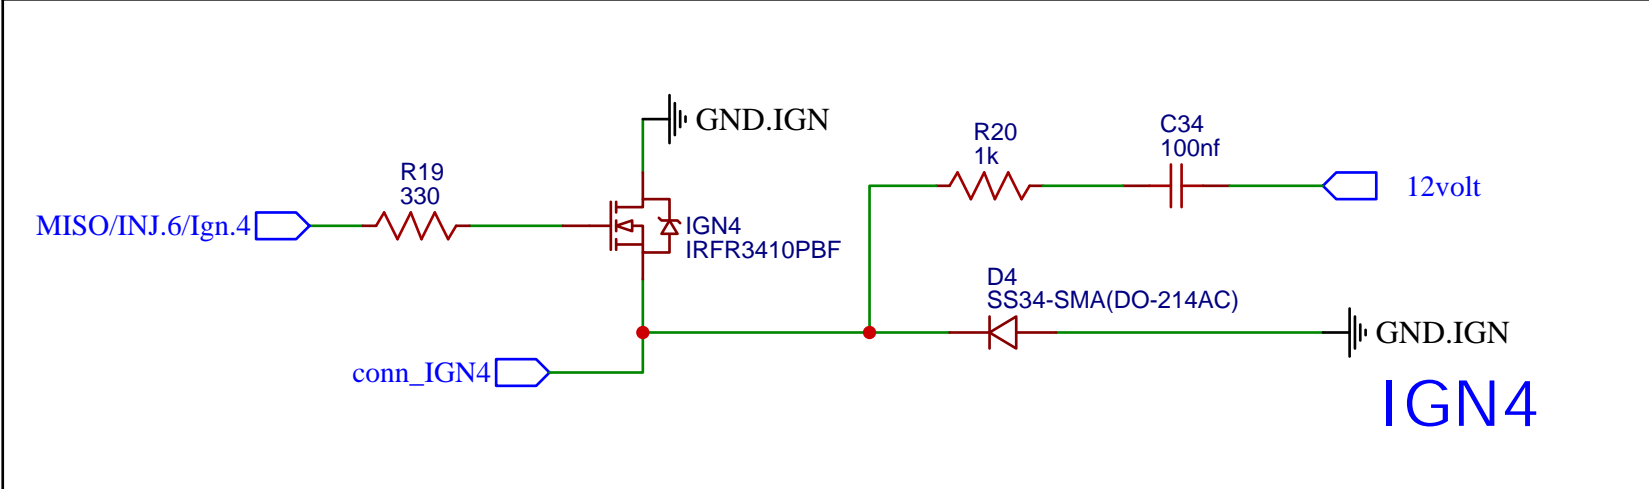 GND.IGN
R19
330
MISO/INJ.6/Ign.4
IGN4
IRFR3410PBF
conn_IGN4
R20
1k
C34
100nf
12volt
D4
SS34-SMA(DO-214AC)
GND.IGN
IGN4